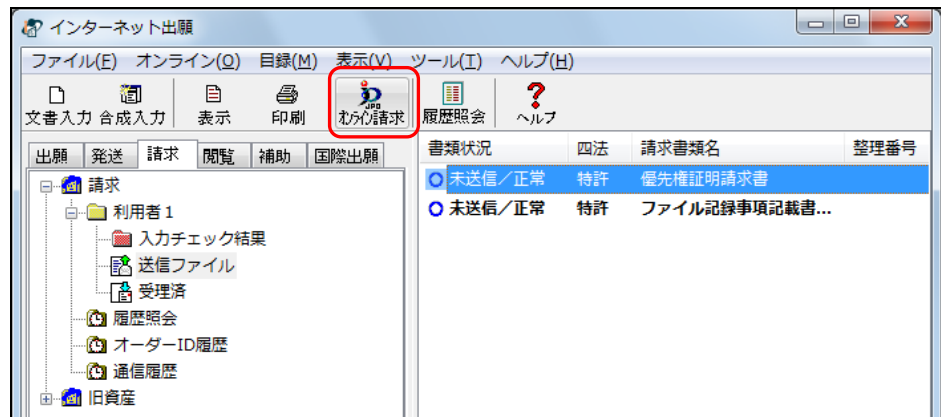 インターネット出願
ファイル(F) オンライン(O) 目録(M) 表示(V) ツール(T) ヘルプ(H)
文書入力 合成入力 表示 印刷 JPO ｵﾝﾗｲﾝ請求 履歴照会 ヘルプ
出願 発送 請求 閲覧 補助 国際出願
書類状況 四法 請求書類名 整理番号
請求
未送信／正常 特許 優先権証明請求書
利用者１
未送信／正常 特許 ファイル記録事項記載書...
入力チェック結果
送信ファイル
受理済
履歴照会
オーダーID履歴
通信履歴
旧資産